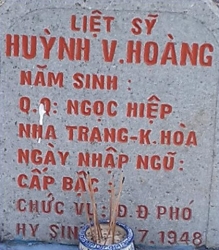 LIỆT SỸ
HUỲNH V.HOÀNG
NĂM SINH :
Q.Q: NGỌC HIỆP
NHA TRANG-K.HÒA
NGÀY NHẬP NGŨ:
CẤP BẬC :
CHỨC VỤ Đ.Đ PHÓ
HY SINH 7.1948